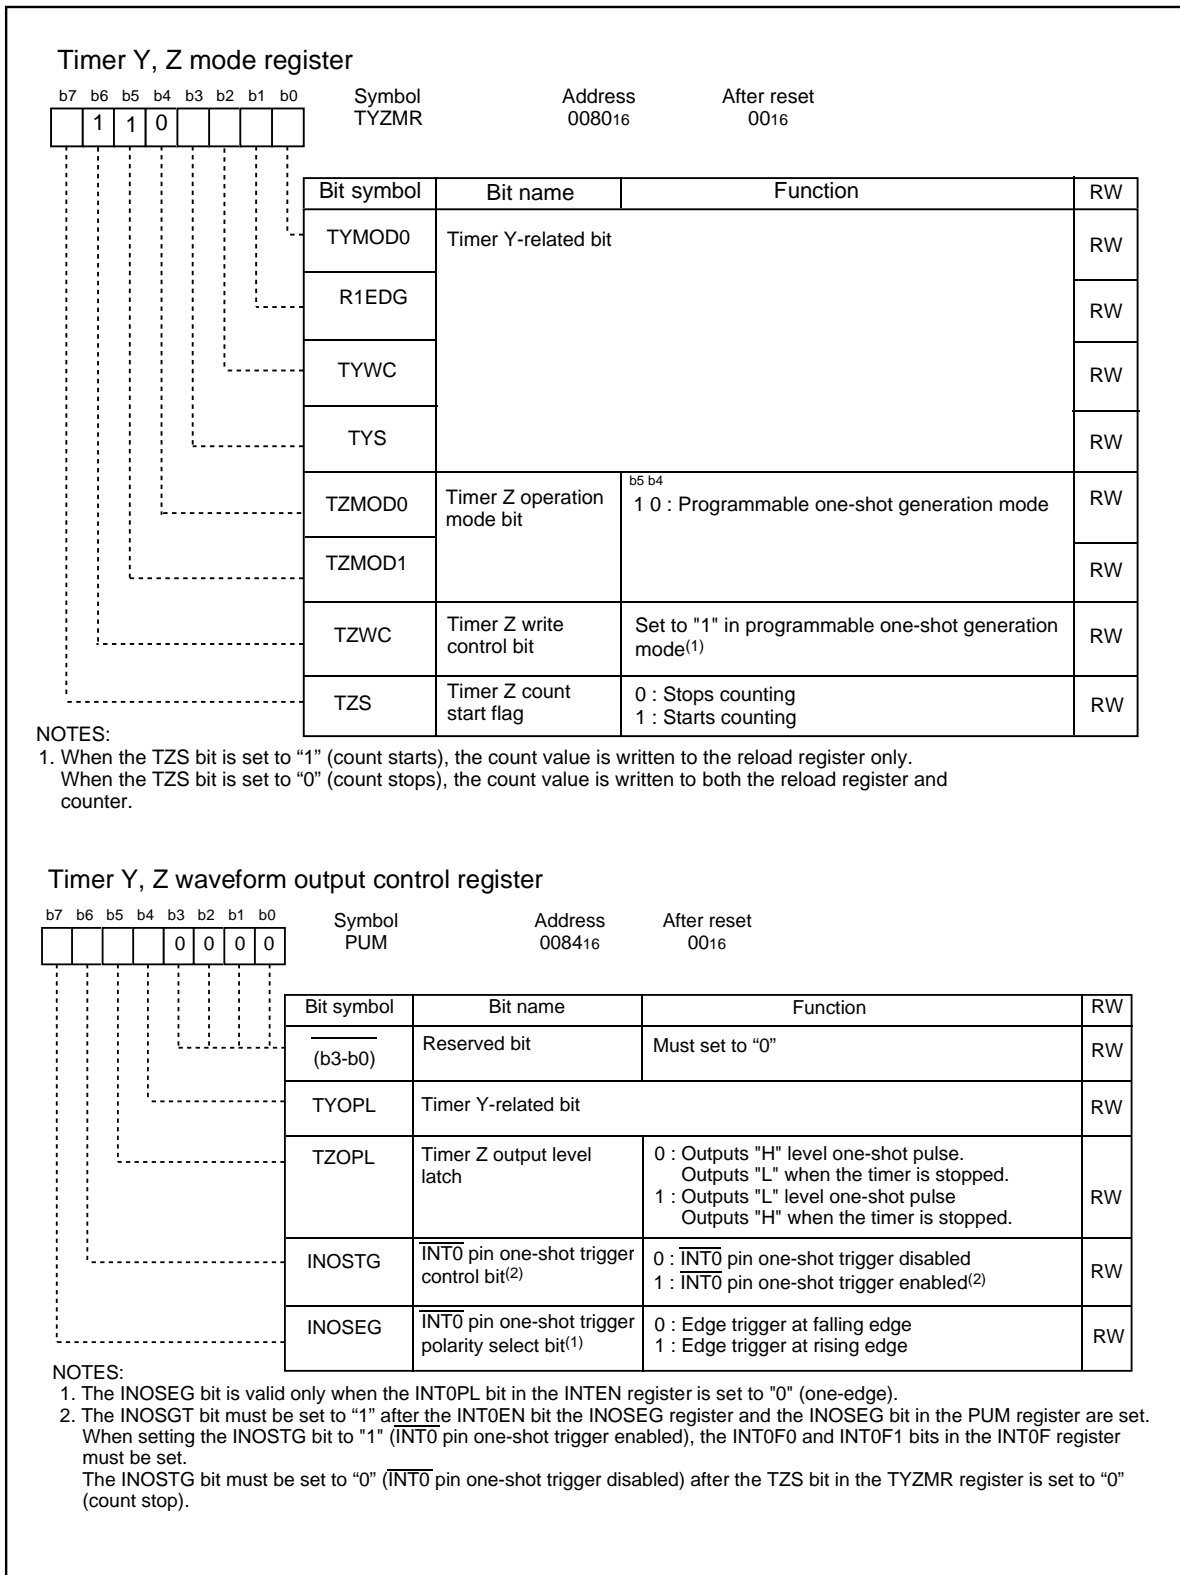 Timer Y, Z mode register
b7 b6 b5 b4 b3 b2 b1 b0
Symbol Address After reset
TYZMR 008016 0016
1 1 0
Bit symbol Bit name Function RW
TYMOD0 Timer Y-related bit RW
R1EDG RW
TYWC RW
TYS RW
b5 b4
TZMOD0 Timer Z operation mode bit 1 0 : Programmable one-shot generation mode RW
TZMOD1 RW
TZWC Timer Z write control bit Set to "1" in programmable one-shot generation mode(1) RW
TZS Timer Z count start flag 0 : Stops counting
1 : Starts counting RW
NOTES:
1. When the TZS bit is set to “1” (count starts), the count value is written to the reload register only.
When the TZS bit is set to “0” (count stops), the count value is written to both the reload register and
counter.
Timer Y, Z waveform output control register
b7 b6 b5 b4 b3 b2 b1 b0
Symbol Address After reset
PUM 008416 0016
0 0 0 0
Bit symbol Bit name Function RW
(b3-b0) Reserved bit Must set to “0” RW
TYOPL Timer Y-related bit RW
TZOPL Timer Z output level latch 0 : Outputs "H" level one-shot pulse.
Outputs "L" when the timer is stopped.
1 : Outputs "L" level one-shot pulse
Outputs "H" when the timer is stopped. RW
INOSTG INT0 pin one-shot trigger control bit(2) 0 : INT0 pin one-shot trigger disabled
1 : INT0 pin one-shot trigger enabled(2) RW
INOSEG INT0 pin one-shot trigger polarity select bit(1) 0 : Edge trigger at falling edge
1 : Edge trigger at rising edge RW
NOTES:
1. The INOSEG bit is valid only when the INT0PL bit in the INTEN register is set to "0" (one-edge).
2. The INOSGT bit must be set to “1” after the INT0EN bit the INOSEG register and the INOSEG bit in the PUM register are set.
When setting the INOSTG bit to "1" (INT0 pin one-shot trigger enabled), the INT0F0 and INT0F1 bits in the INT0F register
must be set.
The INOSTG bit must be set to “0” (INT0 pin one-shot trigger disabled) after the TZS bit in the TYZMR register is set to “0”
(count stop).